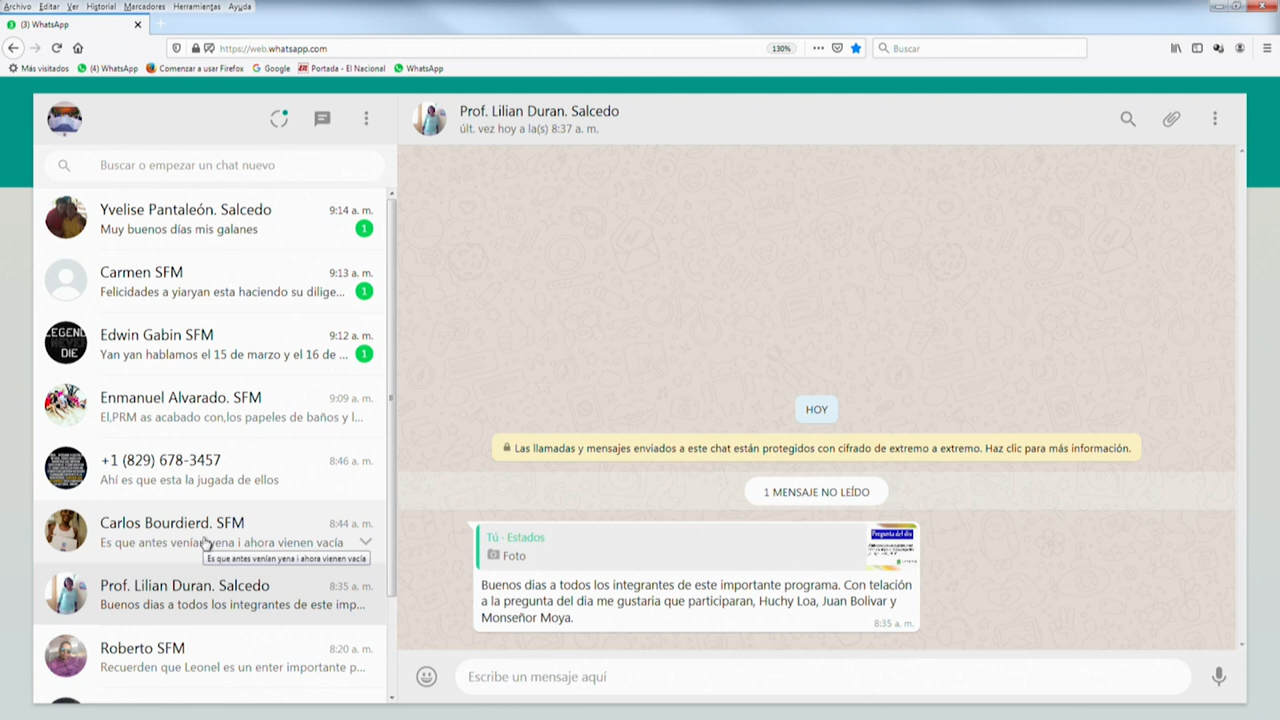 Archivo Editar Ver Historial Marcadores Herramientas Ayuda
(3) WhatsApp
https://web.whatsapp.com
130%
Buscar
Más visitados
(4) WhatsApp
Comenzar a usar Firefox
Google
Portada - El Nacional
WhatsApp
Buscar o empezar un chat nuevo
Yvelise Pantaleón. Salcedo
9:14 a. m.
Muy buenos días mis galanes
1
Carmen SFM
9:13 a. m.
Felicidades a yiaryan esta haciendo su dilige...
1
Edwin Gabin SFM
9:12 a. m.
Yan yan hablamos el 15 de marzo y el 16 de ...
1
LEGEND
NEVER
DIE
Enmanuel Alvarado. SFM
9:09 a. m.
El,PRM as acabado con,los papeles de baños y l...
+1 (829) 678-3457
8:46 a. m.
Ahí es que esta la jugada de ellos
Carlos Bourdierd. SFM
8:44 a. m.
Es que antes venían yena i ahora vienen vacía
Es que antes venían yena i ahora vienen vacía
Prof. Lilian Duran. Salcedo
8:35 a. m.
Buenos dias a todos los integrantes de este imp...
Roberto SFM
8:20 a. m.
Recuerden que Leonel es un enter importante p...
Prof. Lilian Duran. Salcedo
últ. vez hoy a la(s) 8:37 a. m.
HOY
Las llamadas y mensajes enviados a este chat están protegidos con cifrado de extremo a extremo. Haz clic para más información.
1 MENSAJE NO LEÍDO
Tú · Estados
Foto
Pregunta del día
Buenos dias a todos los integrantes de este importante programa. Con telación
a la pregunta del dia me gustaria que participaran, Huchy Loa, Juan Bolivar y
Monseñor Moya.
8:35 a. m.
Escribe un mensaje aquí